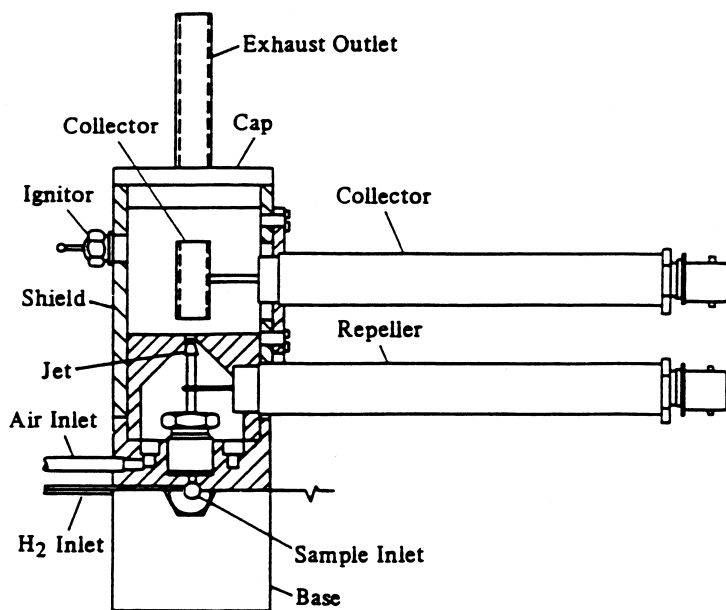 Exhaust Outlet
Collector
Cap
Ignitor
Collector
Shield
Repeller
Jet
Air Inlet
H2 Inlet
Sample Inlet
Base